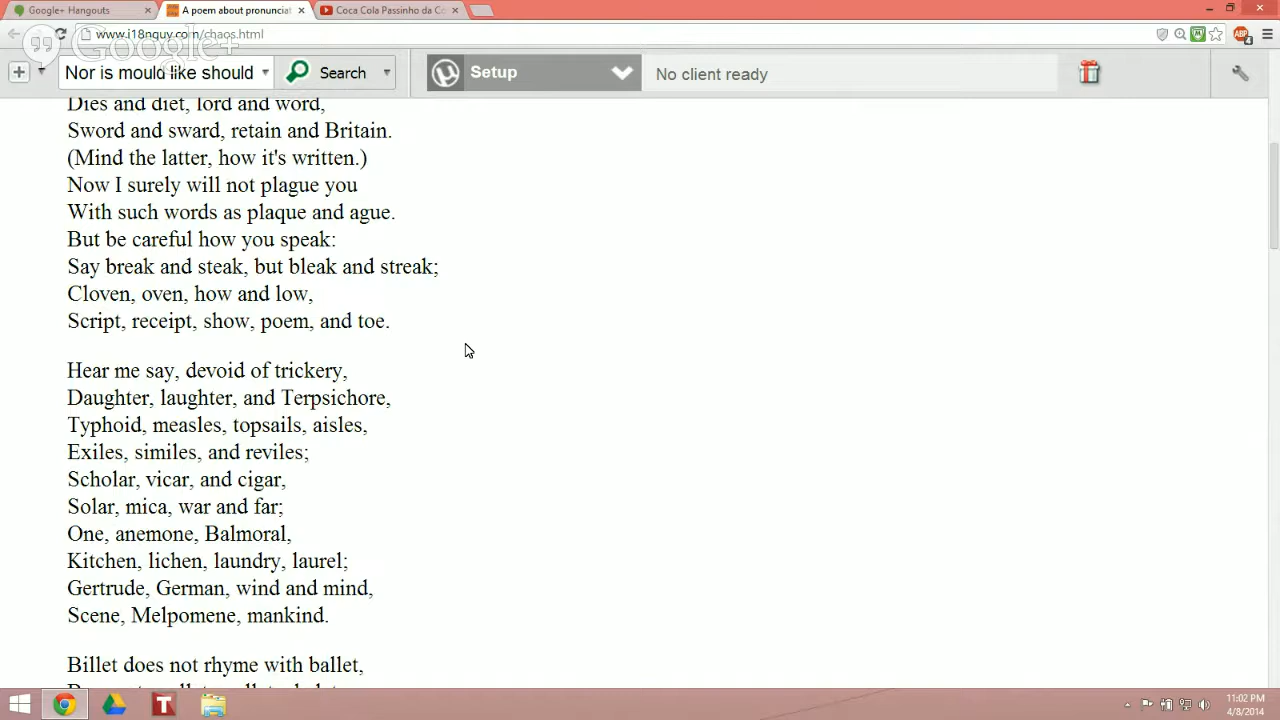 Google+ Hangouts
A poem about pronunciat
Coca Cola Passinho da Co
www.i18nguy.com/chaos.html
Google+
Nor is mould like should
Search
Setup
No client ready
Dies and diet, lord and word,
Sword and sward, retain and Britain.
(Mind the latter, how it's written.)
Now I surely will not plague you
With such words as plaque and ague.
But be careful how you speak:
Say break and steak, but bleak and streak;
Cloven, oven, how and low,
Script, receipt, show, poem, and toe.
Hear me say, devoid of trickery,
Daughter, laughter, and Terpsichore,
Typhoid, measles, topsails, aisles,
Exiles, similes, and reviles;
Scholar, vicar, and cigar,
Solar, mica, war and far;
One, anemone, Balmoral,
Kitchen, lichen, laundry, laurel;
Gertrude, German, wind and mind,
Scene, Melpomene, mankind.
Billet does not rhyme with ballet,
11:02 PM
4/8/2014